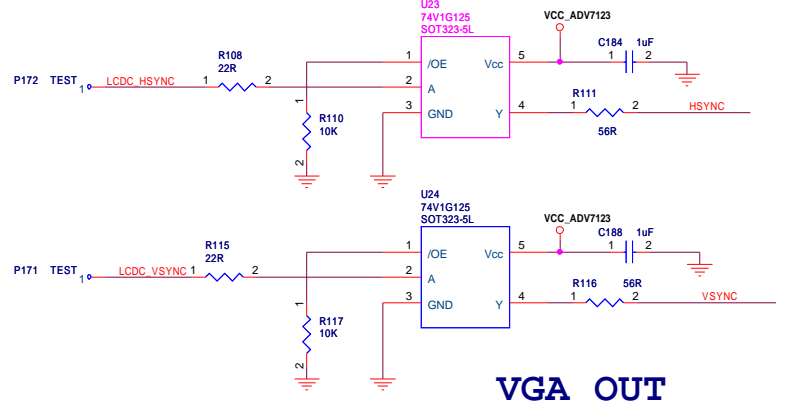 U23
74V1G125
SOT323-5L
VCC_ADV7123
C184 1uF
1 2
R108
22R
1 /OE Vcc 5
P172 TEST 1 LCDC_HSYNC 1 2
2 A
R111
1 2 HSYNC
56R
3 GND Y 4
1
R110
10K
2
U24
74V1G125
SOT323-5L
VCC_ADV7123
C188 1uF
1 2
R115
22R
1 /OE Vcc 5
P171 TEST 1 LCDC_VSYNC 1 2
2 A
R116 56R
1 2 VSYNC
3 GND Y 4
1
R117
10K
2
VGA OUT